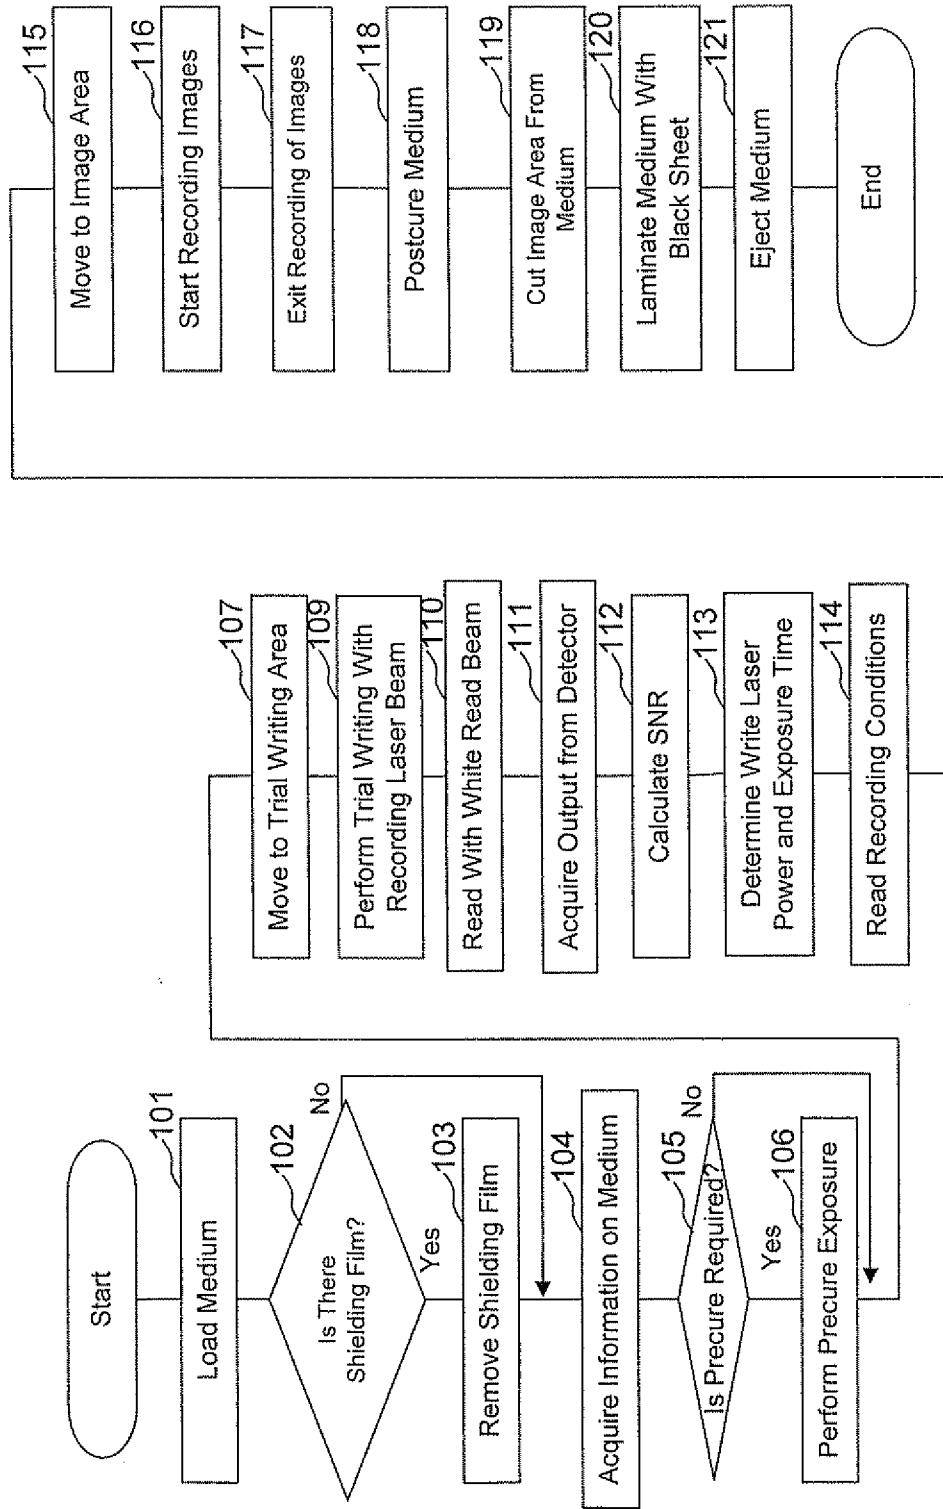 Start
101
Load Medium
102
Is There
Shielding Film?
No
Yes
103
Remove Shielding Film
104
Acquire Information on Medium
105
Is Precure Required?
No
Yes
106
Perform Precure Exposure
107
Move to Trial Writing Area
109
Perform Trial Writing With
Recording Laser Beam
110
Read With White Read Beam
111
Acquire Output from Detector
112
Calculate SNR
113
Determine Write Laser
Power and Exposure Time
114
Read Recording Conditions
115
Move to Image Area
116
Start Recording Images
117
Exit Recording of Images
118
Postcure Medium
119
Cut Image Area From
Medium
120
Laminate Medium With
Black Sheet
121
Eject Medium
End